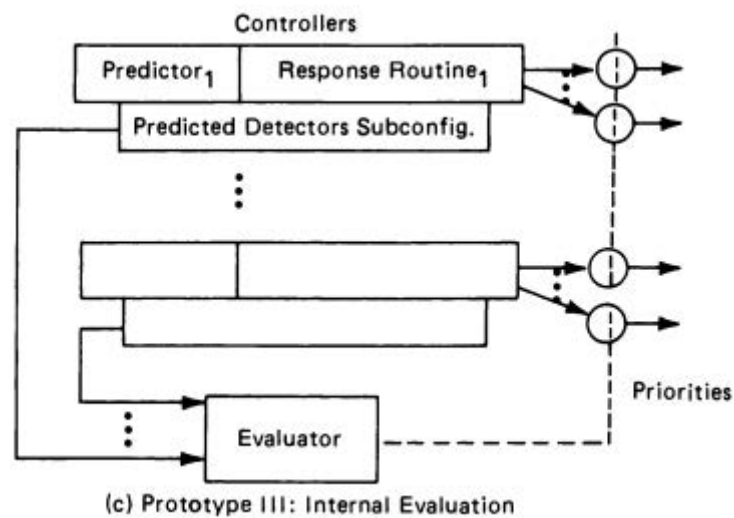 Controllers
Predictor₁ Response Routine₁
Predicted Detectors Subconfig.
Priorities
Evaluator
(c) Prototype III: Internal Evaluation